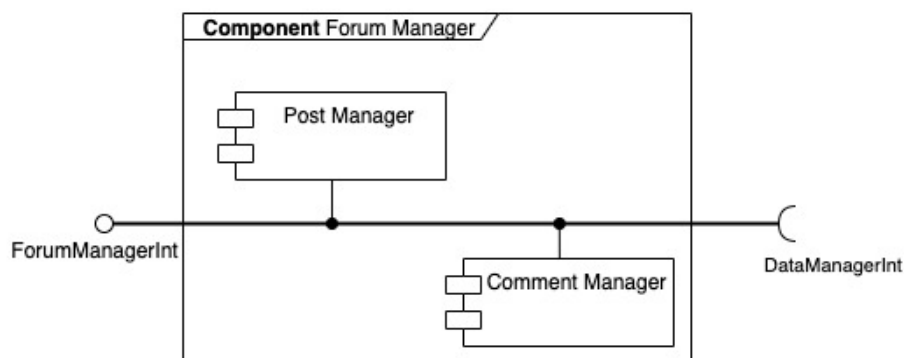 Component Forum Manager
Post Manager
ForumManagerInt
DataManagerInt
Comment Manager